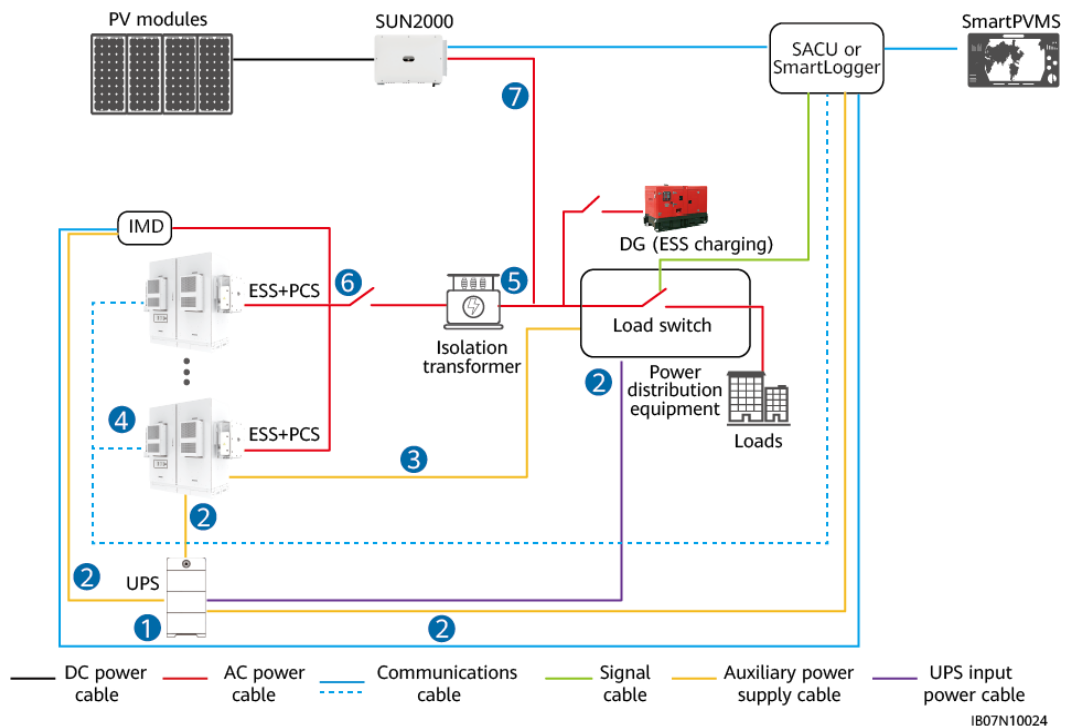 PV modules
SUN2000
SACU or
SmartLogger
SmartPVMS
7
IMD
DG (ESS charging)
ESS+PCS
6
5
Load switch
Isolation
transformer
2
Power
distribution
equipment
4
ESS+PCS
3
Loads
2
2
UPS
1
2
DC power
cable
AC power
cable
Communications
cable
Signal
cable
Auxiliary power
supply cable
UPS input
power cable
IB07N10024